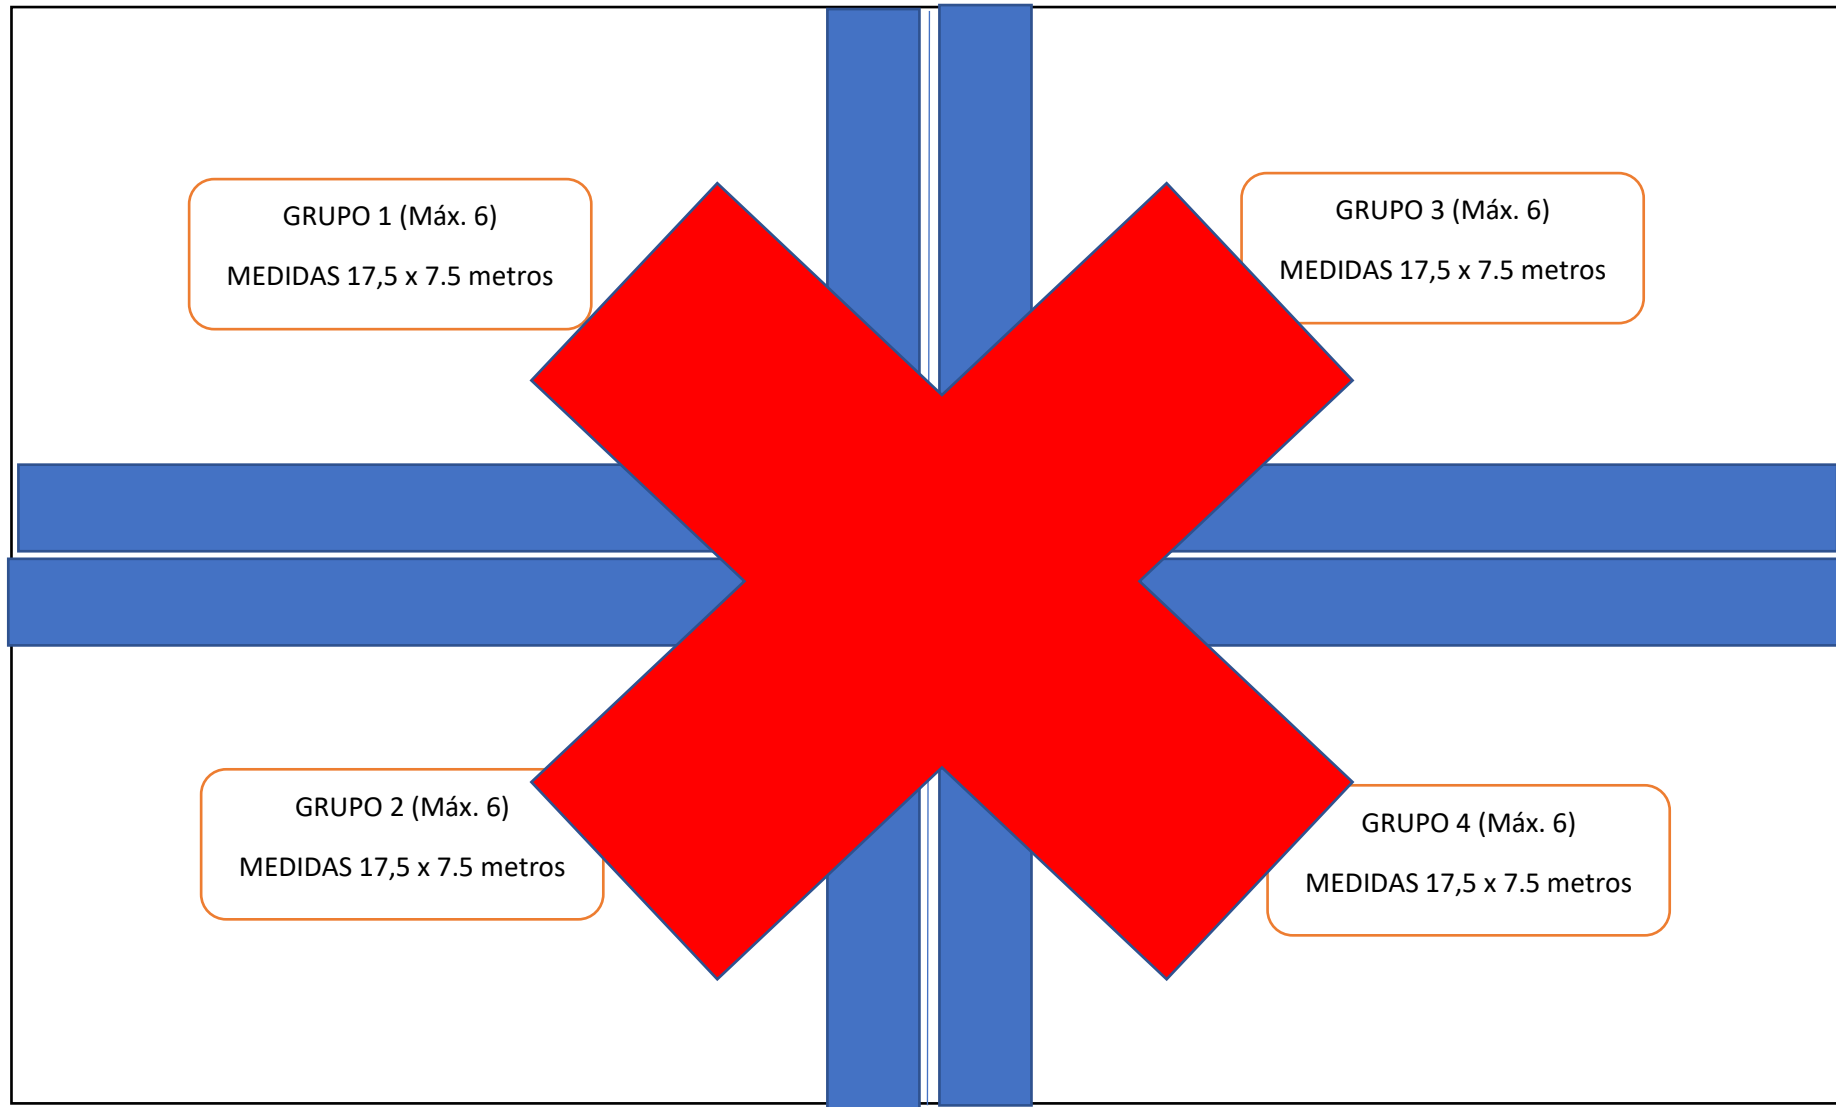 GRUPO 1 (Máx. 6)
MEDIDAS 17,5 x 7.5 metros
GRUPO 3 (Máx. 6)
MEDIDAS 17,5 x 7.5 metros
GRUPO 2 (Máx. 6)
MEDIDAS 17,5 x 7.5 metros
GRUPO 4 (Máx. 6)
MEDIDAS 17,5 x 7.5 metros